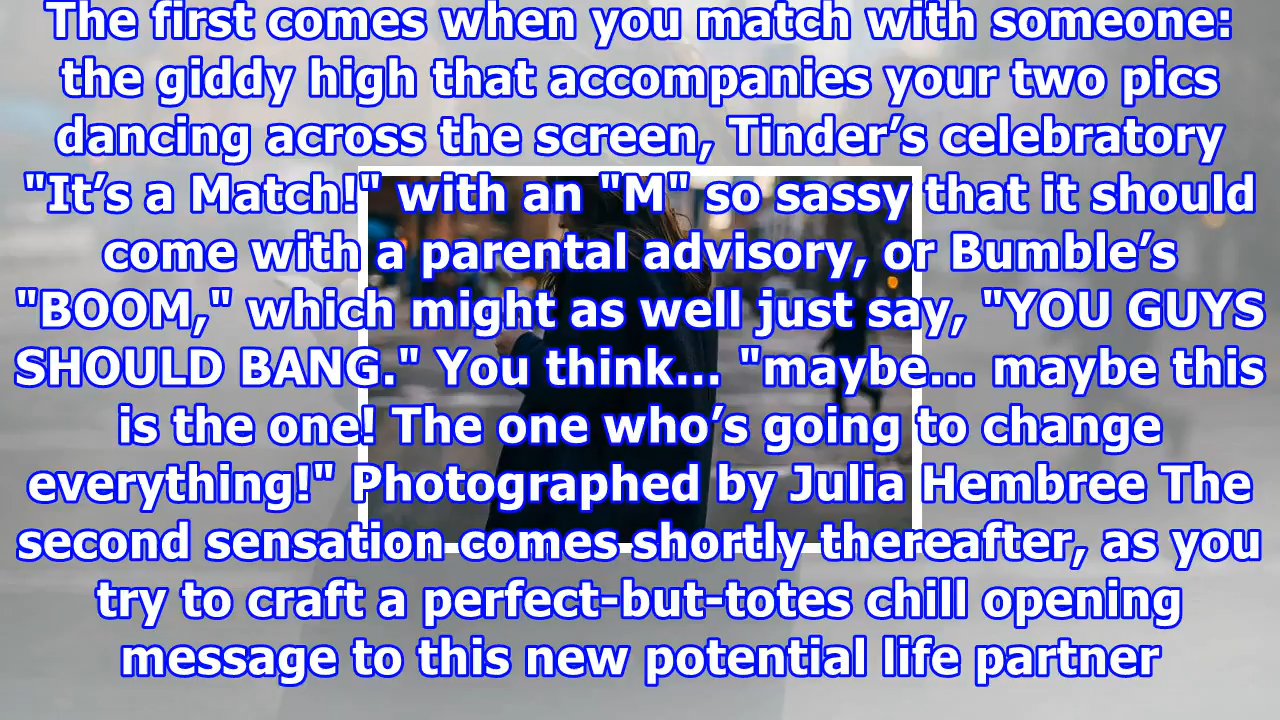 The first comes when you match with someone:
the giddy high that accompanies your two pics
dancing across the screen, Tinder’s celebratory
"It’s a Match!" with an "M" so sassy that it should
come with a parental advisory, or Bumble’s
"BOOM," which might as well just say, "YOU GUYS
SHOULD BANG." You think... "maybe... maybe this
is the one! The one who’s going to change
everything!" Photographed by Julia Hembree The
second sensation comes shortly thereafter, as you
try to craft a perfect-but-totes chill opening
message to this new potential life partner